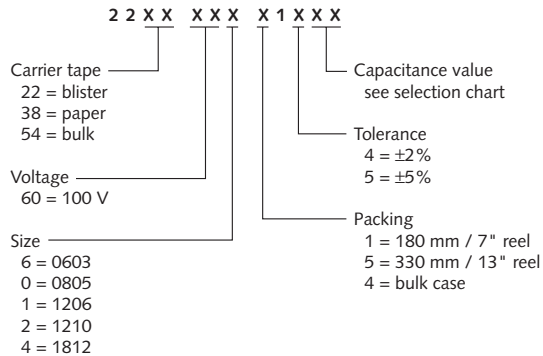 2 2 X X X X X X 1 X X X
Carrier tape
22 = blister
38 = paper
54 = bulk
Voltage
60 = 100 V
Size
6 = 0603
0 = 0805
1 = 1206
2 = 1210
4 = 1812
Capacitance value
see selection chart
Tolerance
4 = ±2%
5 = ±5%
Packing
1 = 180 mm / 7" reel
5 = 330 mm / 13" reel
4 = bulk case